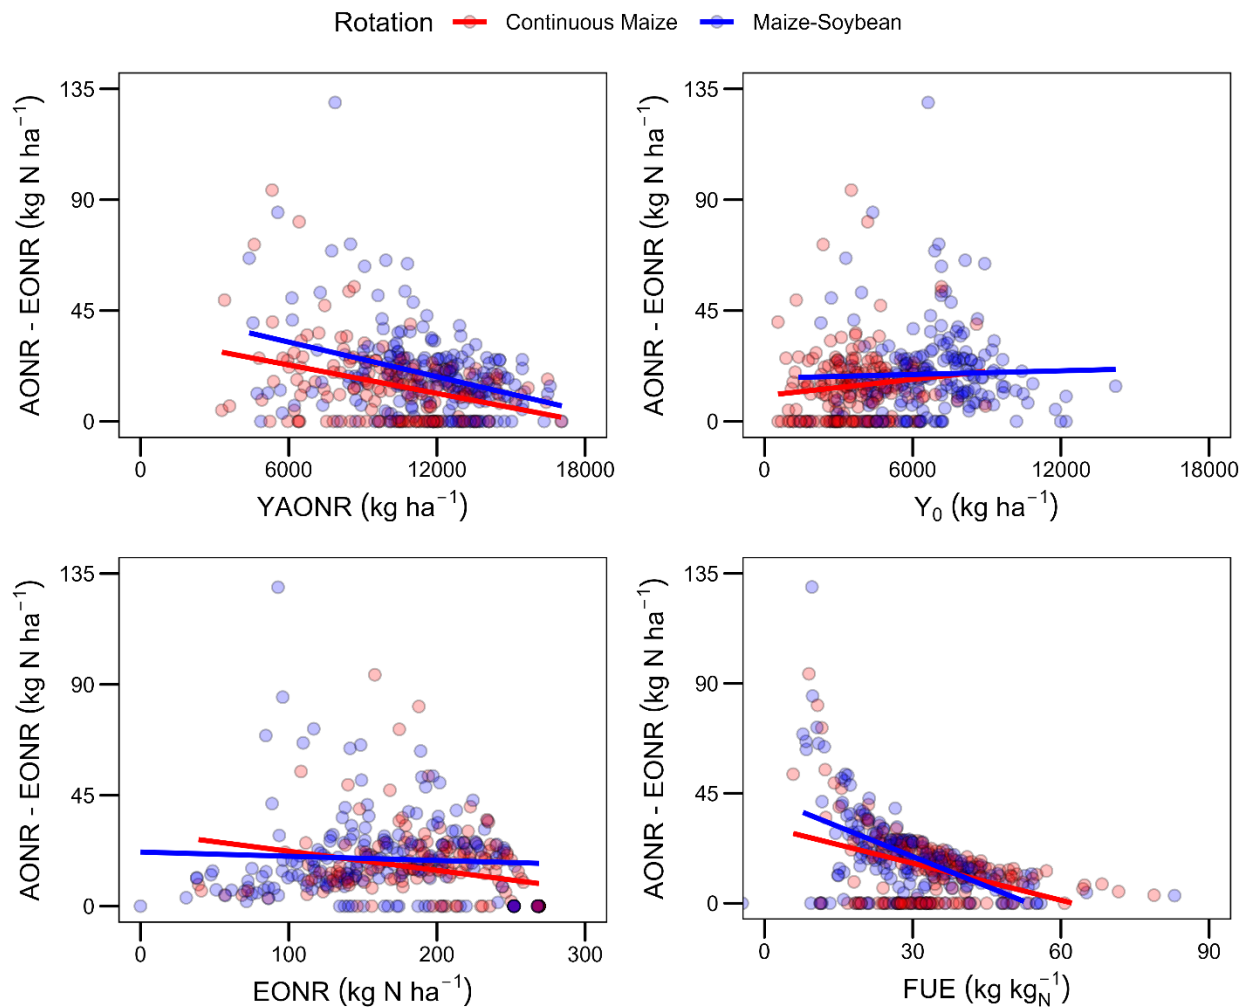 Rotation Continuous Maize Maize-Soybean
AONR - EONR (kg N ha⁻¹)
135
90
45
0
0 6000 12000 18000
YAONR (kg ha⁻¹)
AONR - EONR (kg N ha⁻¹)
135
90
45
0
0 6000 12000 18000
Y₀ (kg ha⁻¹)
AONR - EONR (kg N ha⁻¹)
135
90
45
0
0 100 200 300
EONR (kg N ha⁻¹)
AONR - EONR (kg N ha⁻¹)
135
90
45
0
0 30 60 90
FUE (kg kg_N⁻¹)